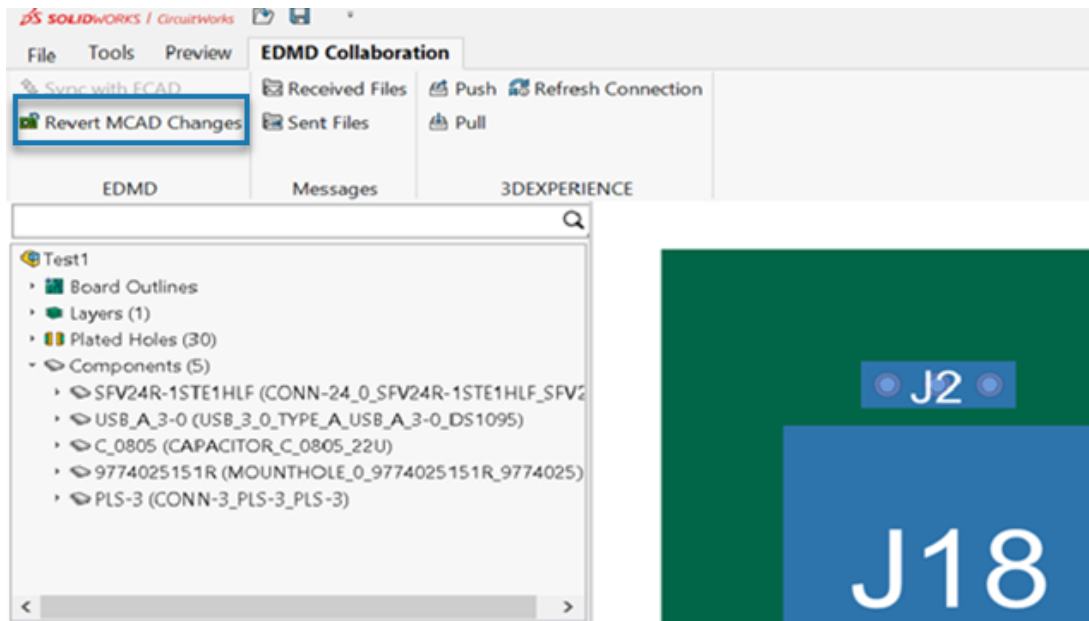 SOLIDWORKS / CircuitWorks
File Tools Preview EDMD Collaboration
Sync with ECAD Received Files Push Refresh Connection
Revert MCAD Changes Sent Files Pull
EDMD Messages 3DEXPERIENCE
Test1
Board Outlines
Layers (1)
Plated Holes (30)
Components (5)
SFV24R-1STE1HLF (CONN-24_0_SFV24R-1STE1HLF_SFV2
USB_A_3-0 (USB_3_0_TYPE_A_USB_A_3-0_DS1095)
C_0805 (CAPACITOR_C_0805_22U)
9774025151R (MOUNTHOLE_0_9774025151R_9774025)
PLS-3 (CONN-3_PLS-3_PLS-3)
J2
J18